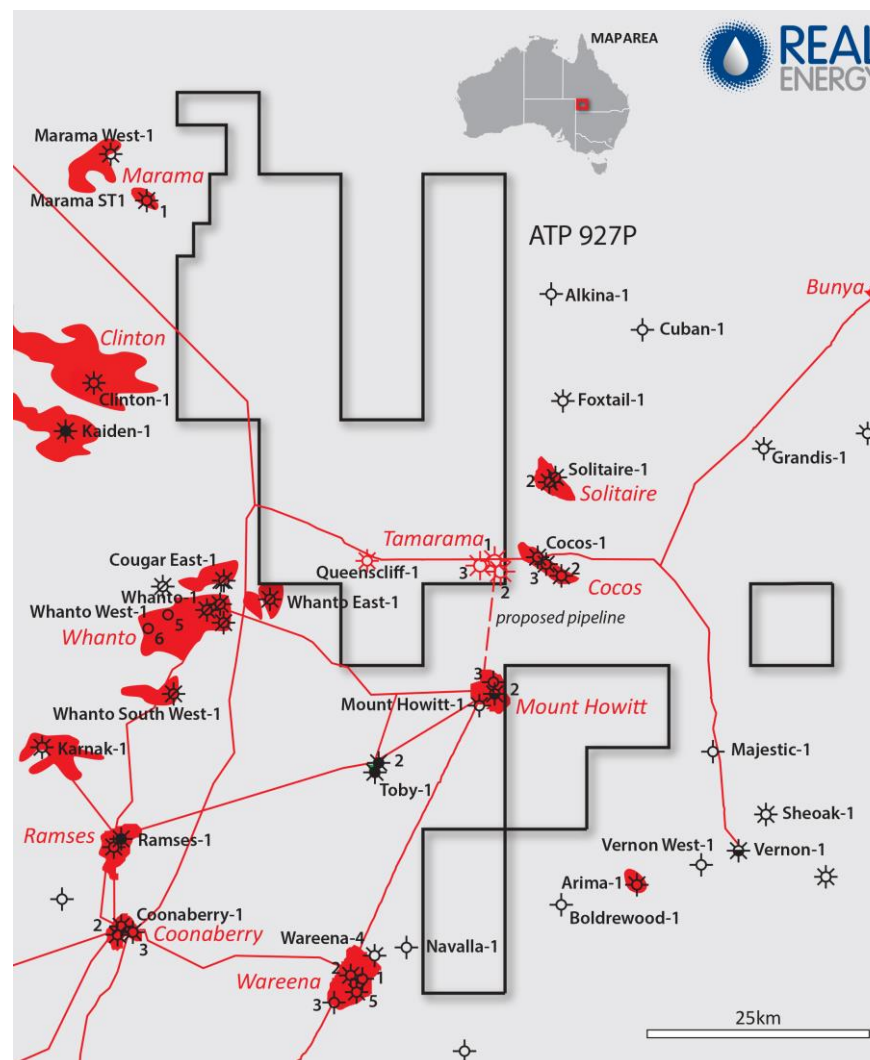 MAPAREA
REAL
ENERGY
Marama West-1
Marama
Marama ST1
1
ATP 927P
Alkina-1
Bunya
Cuban-1
Clinton
Clinton-1
Foxtail-1
Kaiden-1
Grandis-1
Solitaire-1
2
Solitaire
Tamarama
1
Cocos-1
Cougar East-1
Queenscliff-1
3
2
3
2
Cocos
Whanto-1
Whanto East-1
Whanto West-1
5
proposed pipeline
Whanto
6
3
2
Whanto South West-1
Mount Howitt-1
Mount Howitt
Karnak-1
Majestic-1
2
Toby-1
Sheoak-1
Ramses
Ramses-1
Vernon West-1
Vernon-1
Arima-1
Boldrewood-1
Coonaberry-1
2
Coonaberry
3
Wareena-4
Navalla-1
2
1
Wareena
3
5
25km